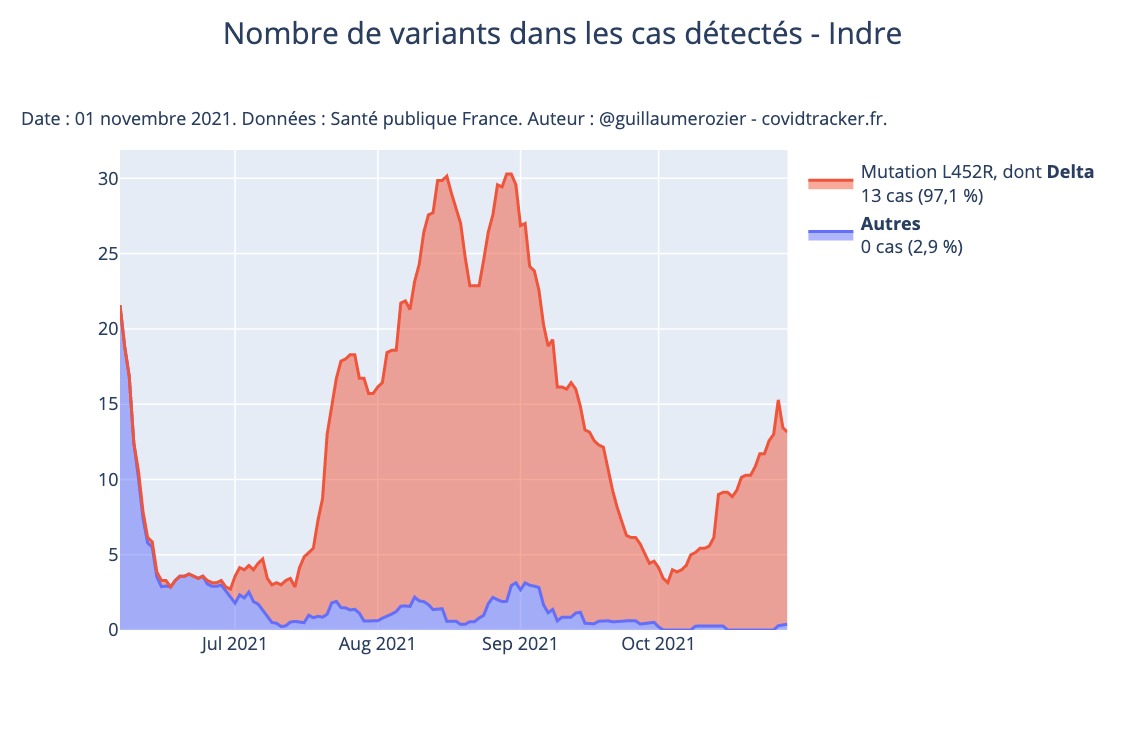 Nombre de variants dans les cas détectés - Indre
Date : 01 novembre 2021. Données : Santé publique France. Auteur : @guillaumerozier - covidtracker.fr.
Mutation L452R, dont Delta
13 cas (97,1 %)
Autres
0 cas (2,9 %)
30
25
20
15
10
5
0
Jul 2021
Aug 2021
Sep 2021
Oct 2021